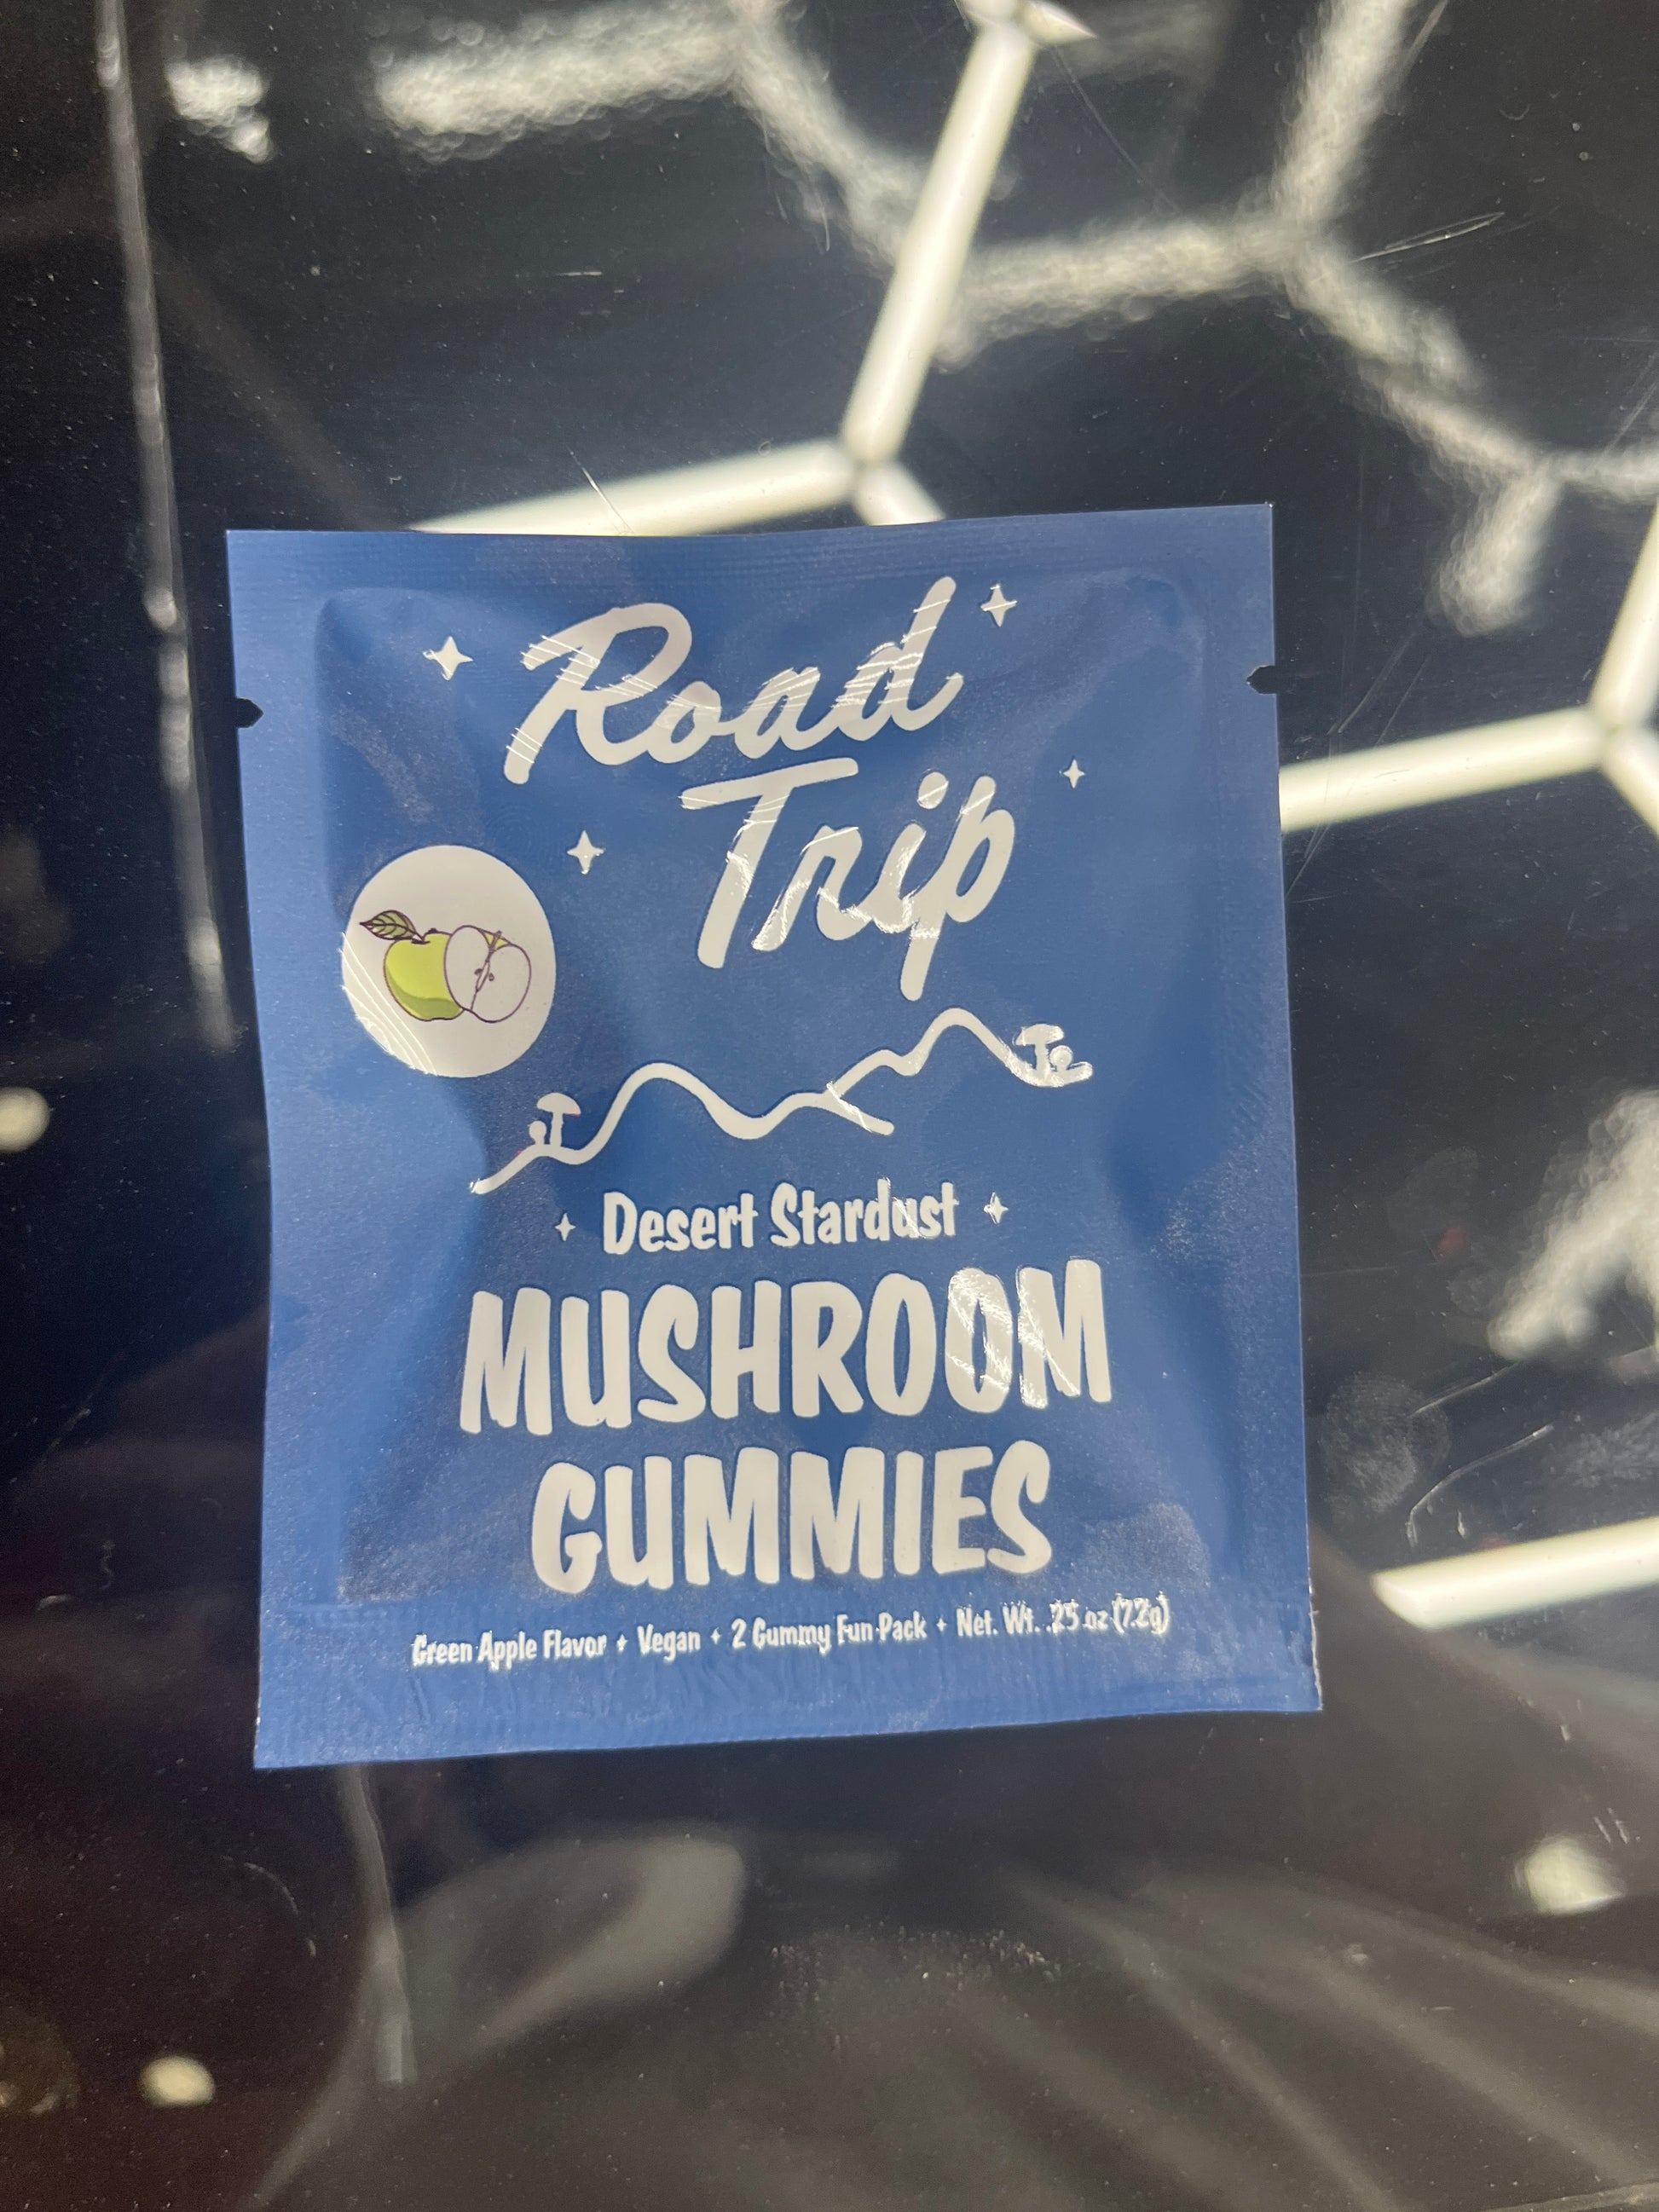 Road
Trip
Desert Stardust
MUSHROOM
GUMMIES
Green Apple Flavor + Vegan + 2 Gummy Fun Pack + Net. Wt. .25 oz (7.2g)